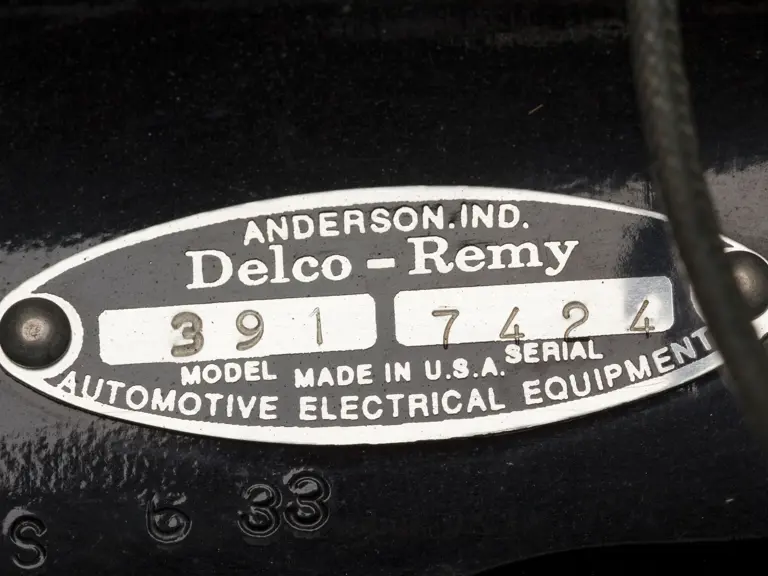 ANDERSON.IND.
Delco-Remy
391 7424
MODEL MADE IN U.S.A. SERIAL
AUTOMOTIVE ELECTRICAL EQUIPMENT
S 6 33